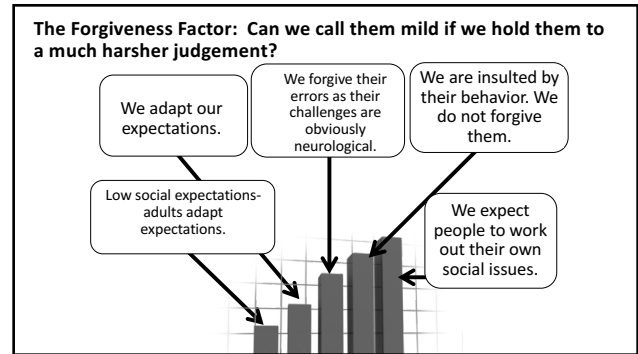 The Forgiveness Factor:  Can we call them mild if we hold them to
a much harsher judgement?
We adapt our
expectations.
We forgive their
errors as their
challenges are
obviously
neurological.
We are insulted by
their behavior. We
do not forgive
them.
Low social expectations-
adults adapt
expectations.
We expect
people to work
out their own
social issues.